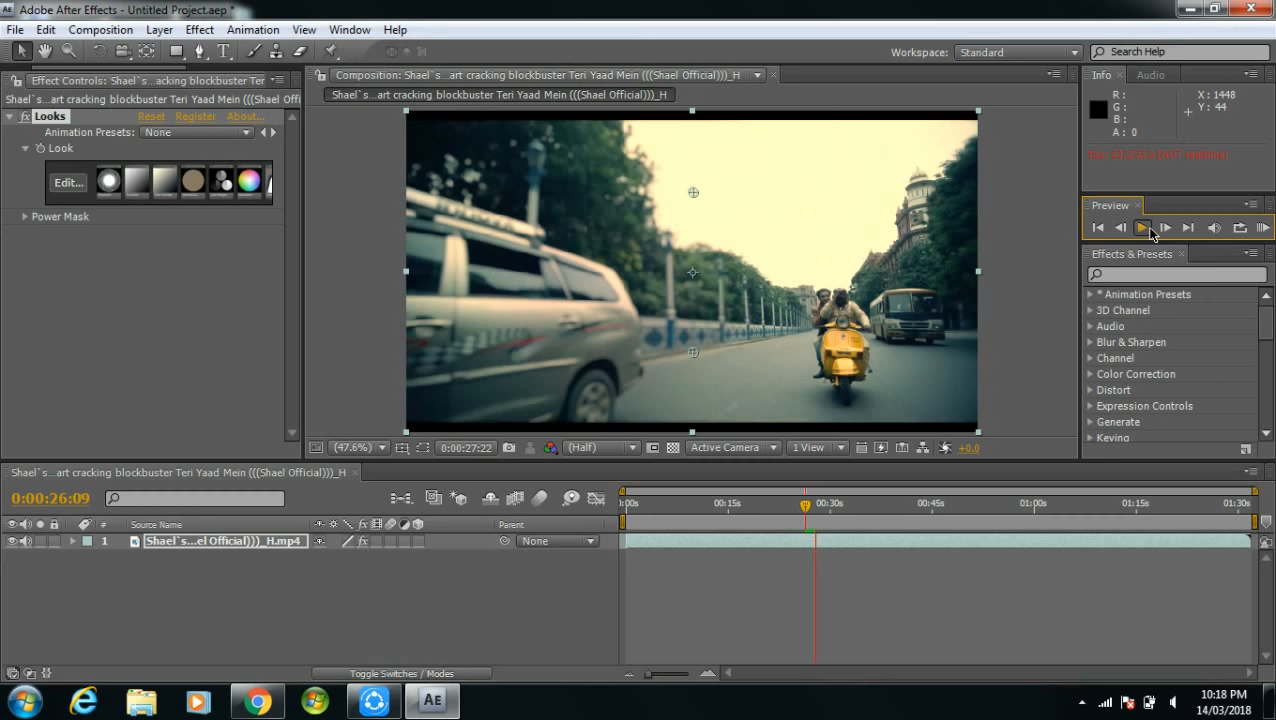 Adobe After Effects - Untitled Project.aep *
File Edit Composition Layer Effect Animation View Window Help
Workspace: Standard Search Help
Effect Controls: Shael`s...acking blockbuster Ter
Shael`s...art cracking blockbuster Teri Yaad Mein (((Shael Offi
fx Looks Reset Register About...
Animation Presets: None
Look
Edit...
Power Mask
Composition: Shael`s...art cracking blockbuster Teri Yaad Mein (((Shael Official)))_H
Shael`s...art cracking blockbuster Teri Yaad Mein (((Shael Official)))_H
(47.6%) 0:00:27:22 (Half) Active Camera 1 View +0.0
Info Audio
R: X: 1448
G: Y: 44
B:
A: 0
Preview
Effects & Presets
* Animation Presets
3D Channel
Audio
Blur & Sharpen
Channel
Color Correction
Distort
Expression Controls
Generate
Keying
Shael`s...art cracking blockbuster Teri Yaad Mein (((Shael Official)))_H
0:00:26:09
):00s 00:15s 00:30s 00:45s 01:00s 01:15s 01:30s
# Source Name Parent
1 Shael`s...el Official)))_H.mp4 fx None
Toggle Switches / Modes
AE
10:18 PM
14/03/2018